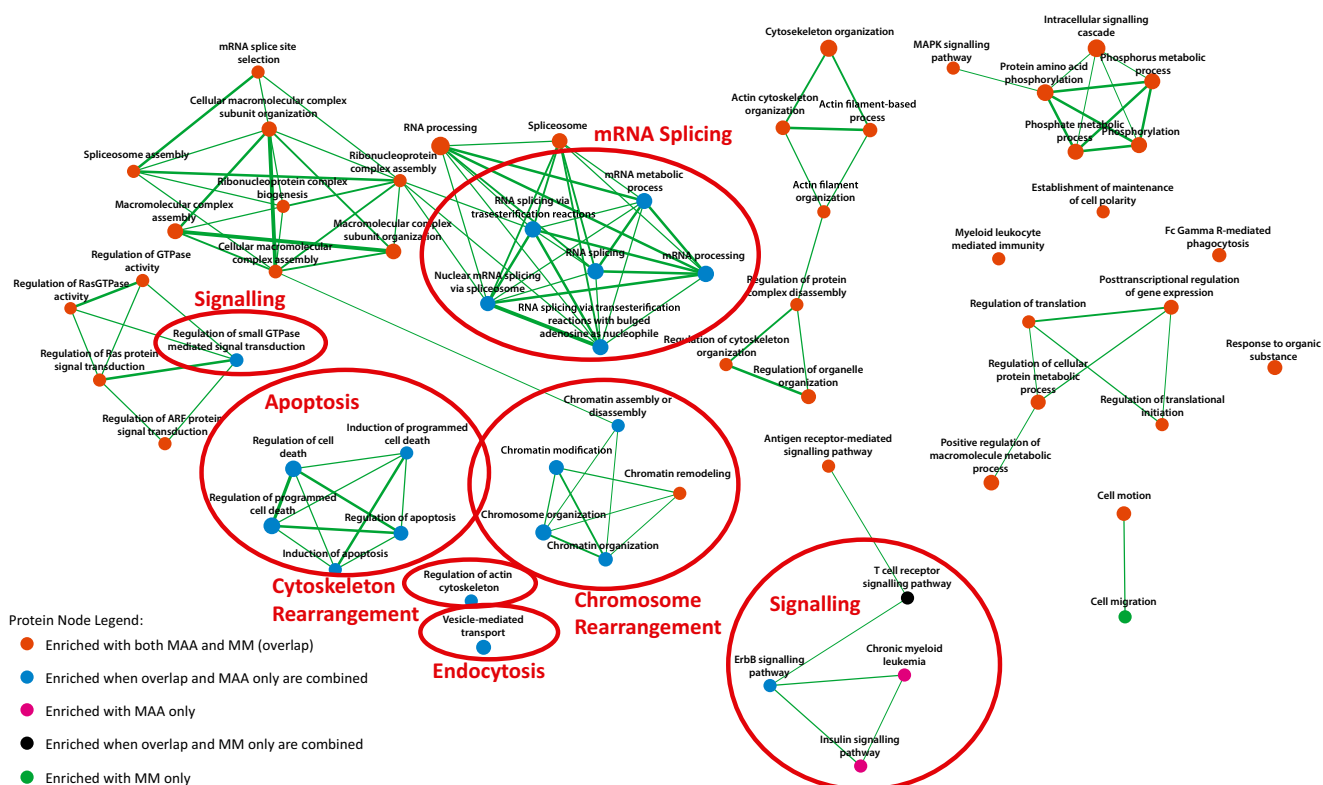 mRNA splice site
selection
Cellular macromolecular complex
subunit organization
Spliceosome assembly
Ribonucleoprotein
complex assembly
Ribonucleoprotein complex
biogenesis
Macromolecular complex
assembly
Macromolecular complex
subunit organization
Cellular macromolecular
complex assembly
Regulation of GTPase
activity
Regulation of RasGTPase
activity
Signalling
Regulation of small GTPase
mediated signal transduction
Regulation of Ras protein
signal transduction
Regulation of ARF protein
signal transduction
RNA processing
Spliceosome
mRNA Splicing
mRNA metabolic
process
RNA splicing via
trasesterification reactions
RNA splicing
mRNA processing
Nuclear mRNA splicing
via spliceosome
RNA splicing via transesterification
reactions with bulged
adenosine as nucleophile
Cytosekeleton organization
Actin cytoskeleton
organization
Actin filament-based
process
Actin filament
organization
Regulation of protein
complex disassembly
Regulation of cytoskeleton
organization
Regulation of organelle
organization
MAPK signalling
pathway
Intracellular signalling
cascade
Protein amino acid
phosphorylation
Phosphorus metabolic
process
Phosphate metabolic
process
Phosphorylation
Establishment of maintenance
of cell polarity
Myeloid leukocyte
mediated immunity
Fc Gamma R-mediated
phagocytosis
Posttranscriptional regulation
of gene expression
Regulation of translation
Response to organic
substance
Regulation of cellular
protein metabolic
process
Regulation of translational
initiation
Positive regulation of
macromolecule metabolic
process
Apoptosis
Induction of programmed
cell death
Regulation of cell
death
Regulation of programmed
cell death
Regulation of apoptosis
Induction of apoptosis
Chromatin assembly or
disassembly
Chromatin modification
Chromatin remodeling
Chromosome organization
Chromatin organization
Chromosome
Rearrangement
Cytoskeleton
Rearrangement
Regulation of actin
cytoskeleton
Vesicle-mediated
transport
Endocytosis
Antigen receptor-mediated
signalling pathway
Signalling
T cell receptor
signalling pathway
Chronic myeloid
leukemia
ErbB signalling
pathway
Insulin signalling
pathway
Cell motion
Cell migration
Protein Node Legend:
Enriched with both MAA and MM (overlap)
Enriched when overlap and MAA only are combined
Enriched with MAA only
Enriched when overlap and MM only are combined
Enriched with MM only